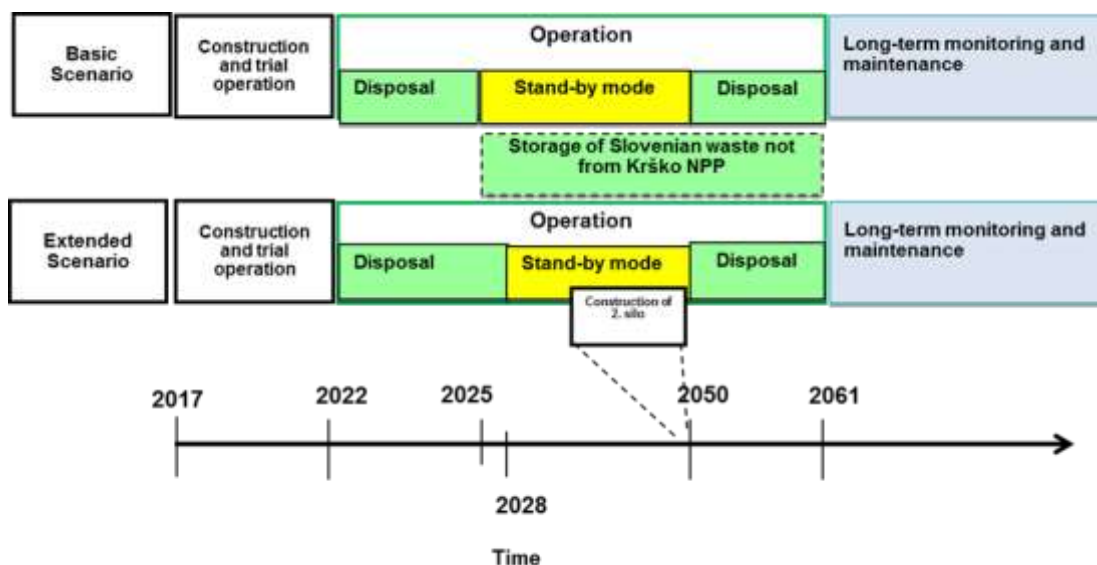 Basic
Scenario
Construction
and trial
operation
Operation
Disposal
Stand-by mode
Disposal
Long-term monitoring and
maintenance
Storage of Slovenian waste not
from Krško NPP
Extended
Scenario
Construction
and trial
operation
Operation
Disposal
Stand-by mode
Disposal
Long-term monitoring and
maintenance
Construction of
2. silo
2017
2022
2025
2050
2061
2028
Time